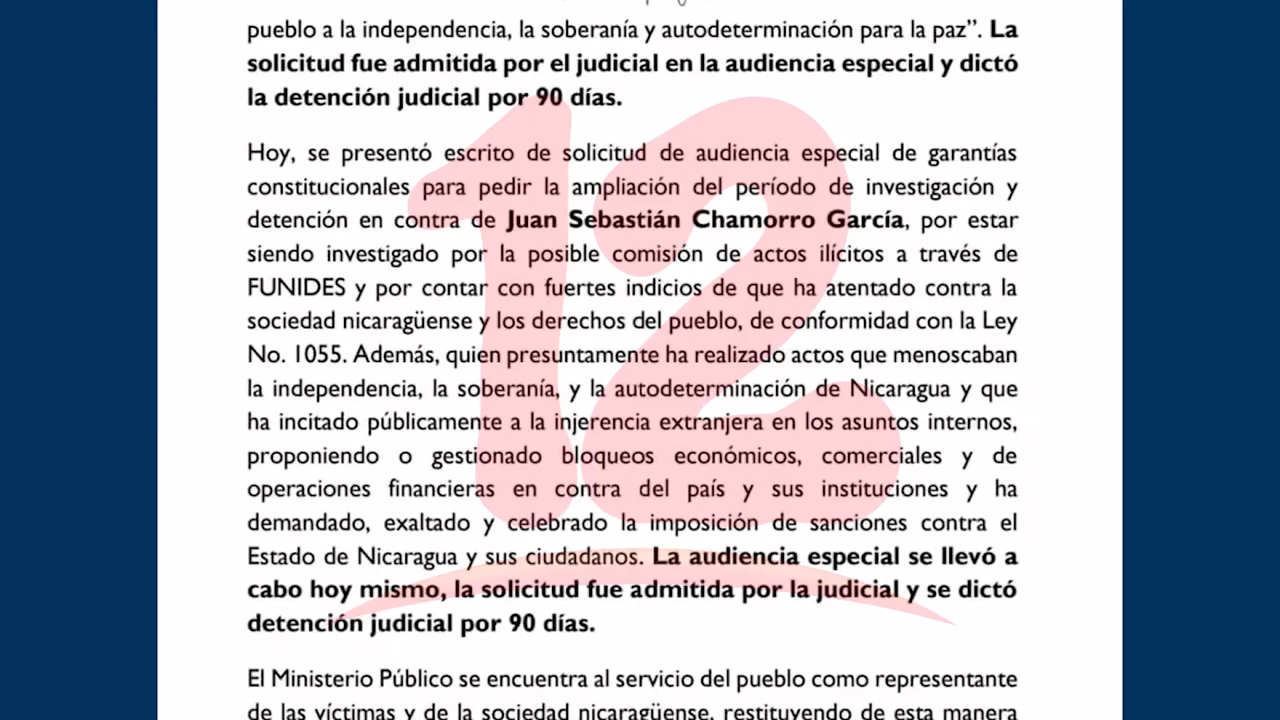 pueblo a la independencia, la soberanía y autodeterminación para la paz”. La
solicitud fue admitida por el judicial en la audiencia especial y dictó
la detención judicial por 90 días.
Hoy, se presentó escrito de solicitud de audiencia especial de garantías
constitucionales para pedir la ampliación del período de investigación y
detención en contra de Juan Sebastián Chamorro García, por estar
siendo investigado por la posible comisión de actos ilícitos a través de
FUNIDES y por contar con fuertes indicios de que ha atentado contra la
sociedad nicaragüense y los derechos del pueblo, de conformidad con la Ley
No. 1055. Además, quien presuntamente ha realizado actos que menoscaban
la independencia, la soberanía, y la autodeterminación de Nicaragua y que
ha incitado públicamente a la injerencia extranjera en los asuntos internos,
proponiendo o gestionado bloqueos económicos, comerciales y de
operaciones financieras en contra del país y sus instituciones y ha
demandado, exaltado y celebrado la imposición de sanciones contra el
Estado de Nicaragua y sus ciudadanos. La audiencia especial se llevó a
cabo hoy mismo, la solicitud fue admitida por la judicial y se dictó
detención judicial por 90 días.
El Ministerio Público se encuentra al servicio del pueblo como representante
de las víctimas y de la sociedad nicaragüense, restituyendo de esta manera
12